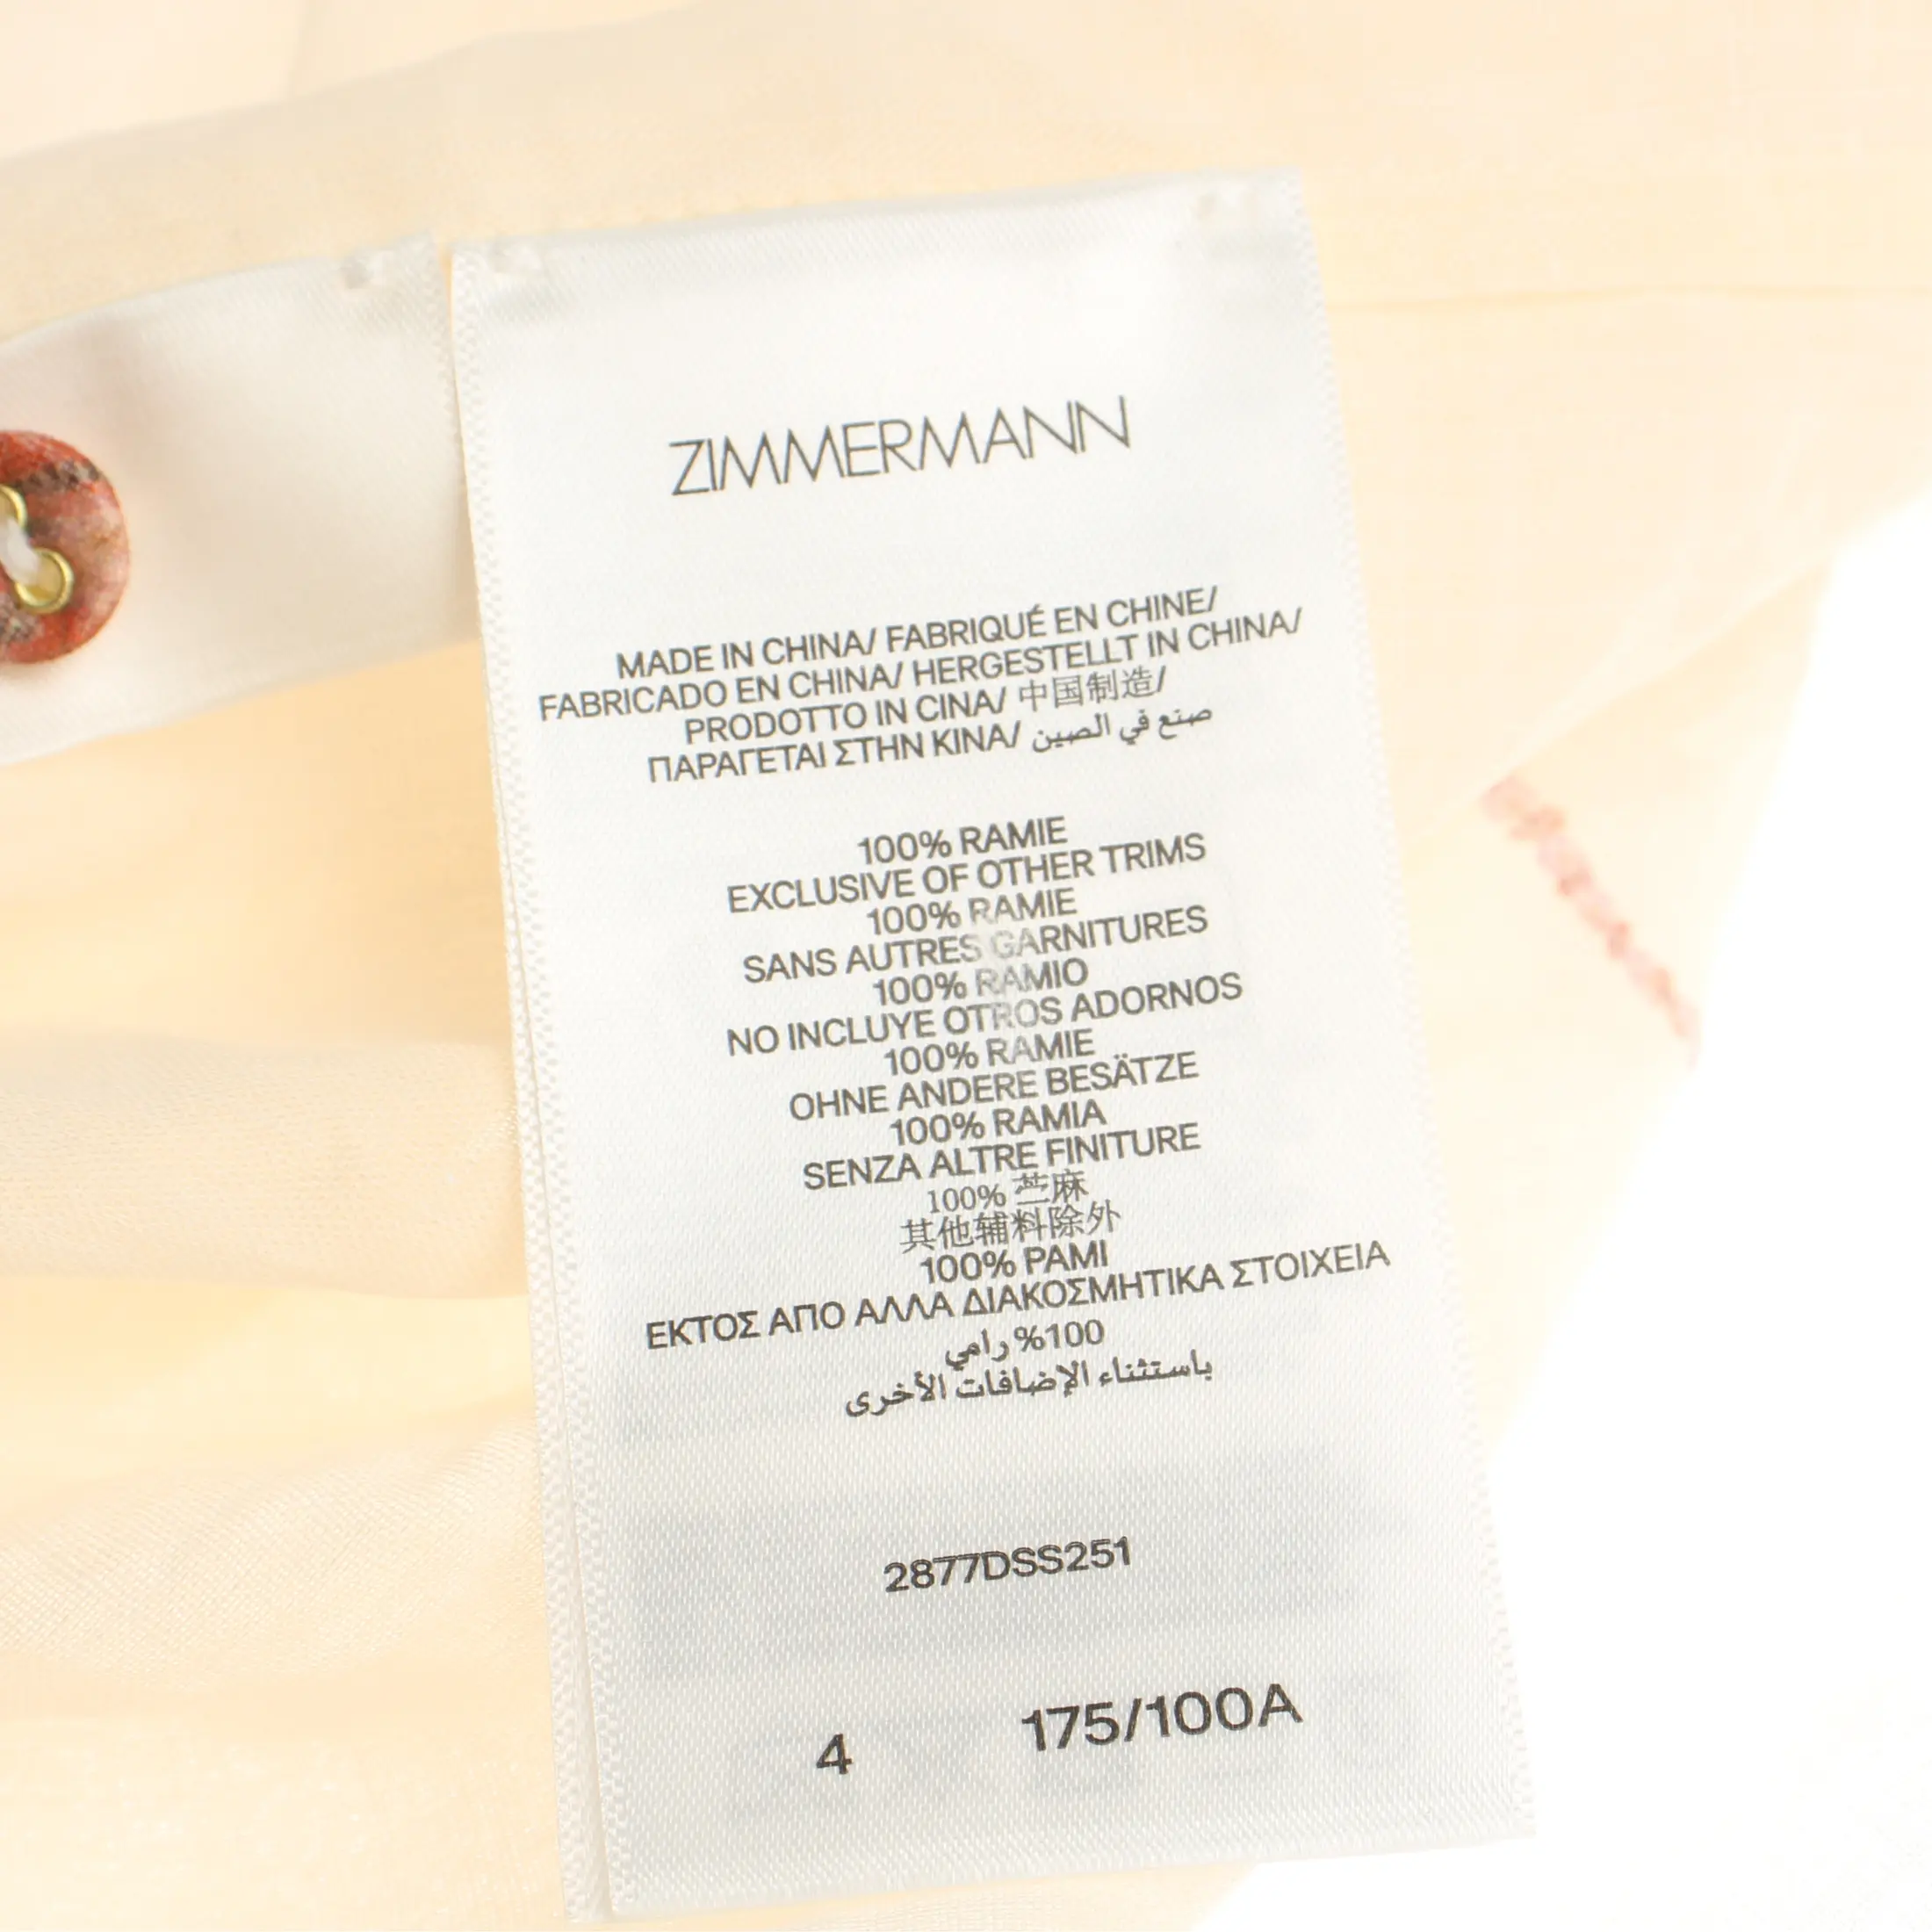 ZIMMERMANN
MADE IN CHINA/ FABRIQUÉ EN CHINE/
FABRICADO EN CHINA/ HERGESTELLT IN CHINA/
PRODOTTO IN CINA/ 中国制造/
ΠΑΡΑΓΕΤΑΙ ΣΤΗΝ ΚΙΝΑ/ صنع في الصين
100% RAMIE
EXCLUSIVE OF OTHER TRIMS
100% RAMIE
SANS AUTRES GARNITURES
100% RAMIO
NO INCLUYE OTROS ADORNOS
100% RAMIE
OHNE ANDERE BESÄTZE
100% RAMIA
SENZA ALTRE FINITURE
100% 苎麻
其他辅料除外
100% ΡΑΜΙ
ΕΚΤΟΣ ΑΠΟ ΑΛΛΑ ΔΙΑΚΟΣΜΗΤΙΚΑ ΣΤΟΙΧΕΙΑ
100% رامي
باستثناء الإضافات الأخرى
2877DSS251
4 175/100A